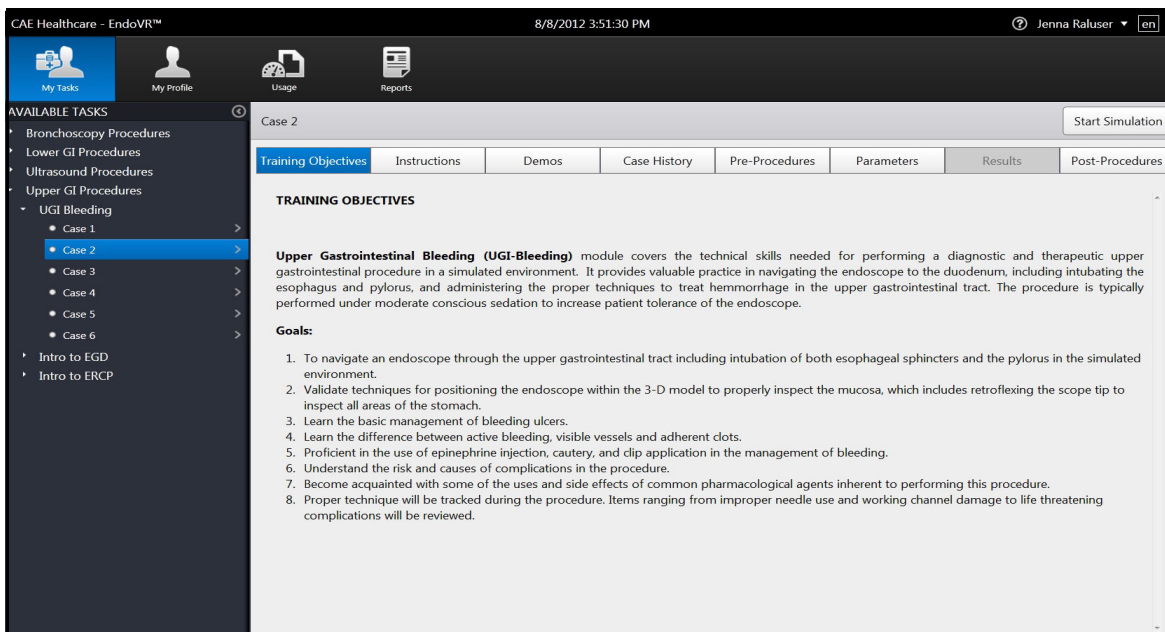 CAE Healthcare - EndoVR™
8/8/2012 3:51:30 PM
? Jenna Raluser en
My Tasks
My Profile
Usage
Reports
AVAILABLE TASKS
Bronchoscopy Procedures
Lower GI Procedures
Ultrasound Procedures
Upper GI Procedures
UGI Bleeding
Case 1
Case 2
Case 3
Case 4
Case 5
Case 6
Intro to EGD
Intro to ERCP
Case 2
Start Simulation
Training Objectives
Instructions
Demos
Case History
Pre-Procedures
Parameters
Results
Post-Procedures
TRAINING OBJECTIVES
Upper Gastrointestinal Bleeding (UGI-Bleeding) module covers the technical skills needed for performing a diagnostic and therapeutic upper
gastrointestinal procedure in a simulated environment. It provides valuable practice in navigating the endoscope to the duodenum, including intubating the
esophagus and pylorus, and administering the proper techniques to treat hemorrhage in the upper gastrointestinal tract. The procedure is typically
performed under moderate conscious sedation to increase patient tolerance of the endoscope.
Goals:
1. To navigate an endoscope through the upper gastrointestinal tract including intubation of both esophageal sphincters and the pylorus in the simulated
environment.
2. Validate techniques for positioning the endoscope within the 3-D model to properly inspect the mucosa, which includes retroflexing the scope tip to
inspect all areas of the stomach.
3. Learn the basic management of bleeding ulcers.
4. Learn the difference between active bleeding, visible vessels and adherent clots.
5. Proficient in the use of epinephrine injection, cautery, and clip application in the management of bleeding.
6. Understand the risk and causes of complications in the procedure.
7. Become acquainted with some of the uses and side effects of common pharmacological agents inherent to performing this procedure.
8. Proper technique will be tracked during the procedure. Items ranging from improper needle use and working channel damage to life threatening
complications will be reviewed.